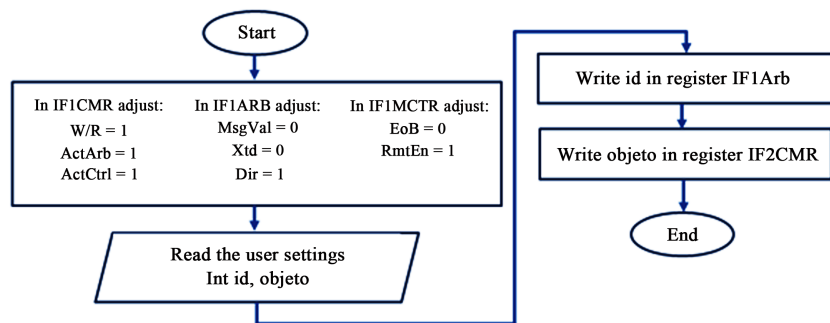 Start
In IF1CMR adjust:
W/R = 1
ActArb = 1
ActCtrl = 1
In IF1ARB adjust:
MsgVal = 0
Xtd = 0
Dir = 1
In IF1MCTR adjust:
EoB = 0
RmtEn = 1
Read the user settings
Int id, objeto
Write id in register IF1Arb
Write objeto in register IF2CMR
End